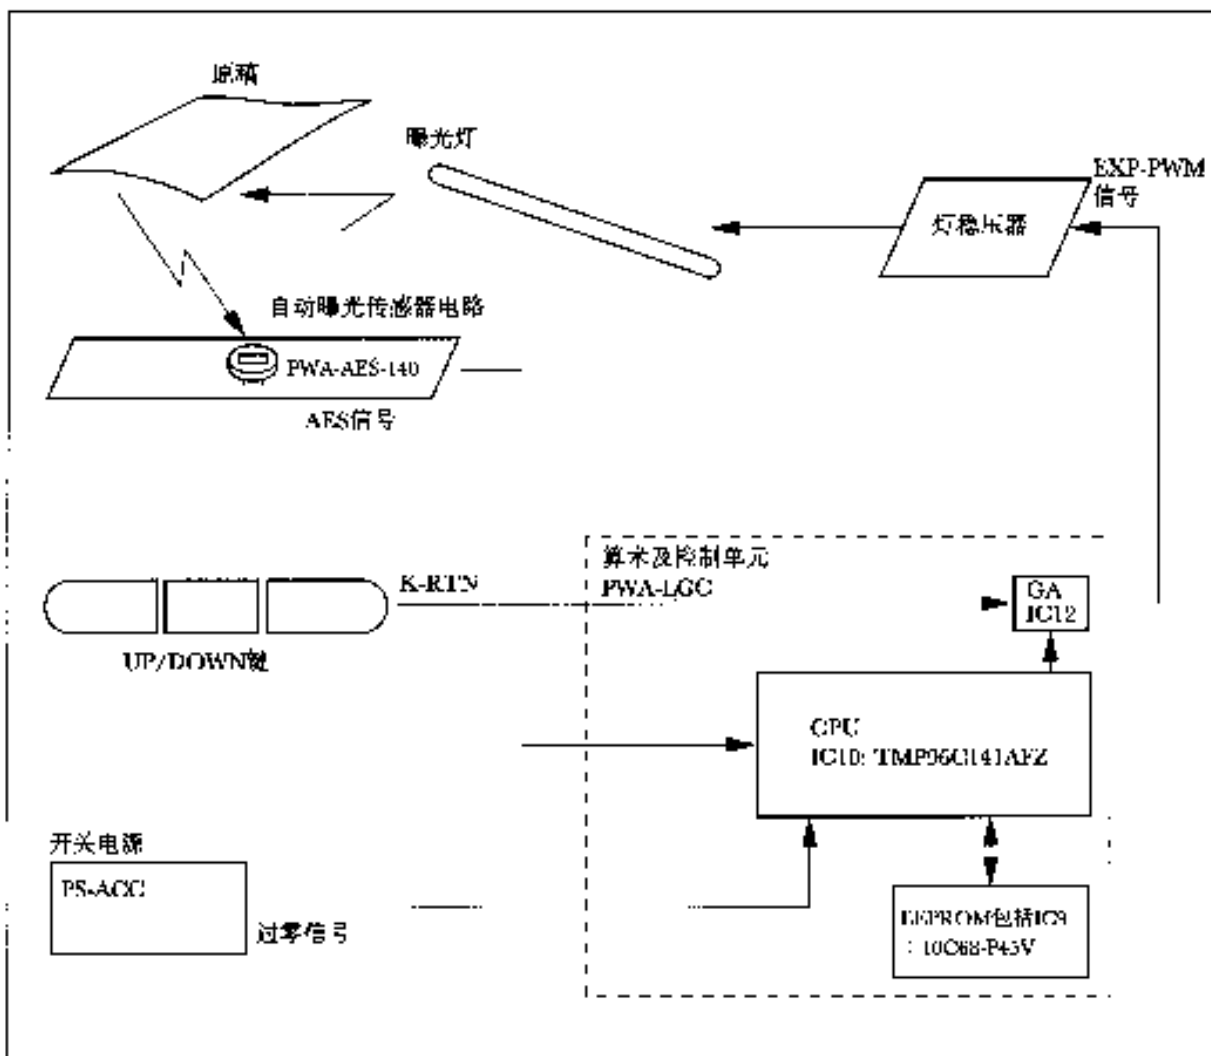 原稿
曝光灯
EXP-PWM
信号
灯稳压器
自动曝光传感器电路
PWA-AES-140
AES信号
算术及控制单元
PWA-LGC
K-RTN
GA
IC12
UP/DOWN键
CPU
IC10: TMP96C141AFZ
开关电源
PS-ACC
过零信号
EEPROM包括IC9